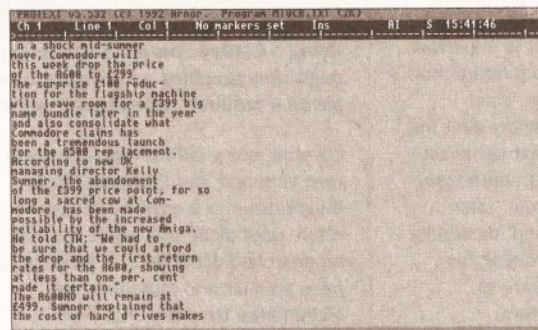 PROTEXT v5.532 (c) 1992 Arnor. Program MIOCR.TXT (2K)
Ch 1 Line 1 Col 1 No markers set Ins AI S 15:41:46
In a shock mid-summer
move, Commodore wiII
this week drop the price
of the A600 to £299_
The surprise £100 reduc-
tion for the flagship machine
will leave room for a £399 big
name bundle later in the year
and also consolidate what
Commodore claims has
been a tremendous launch
for the A500 rep lacement.
According to new UK
managing director Kelly
Sumner, the abandonment
of the £399 price point, for so
long a sacred cow at Com-
modore, has been made
possible by the increased
reliability of the new Amiga.
He told CTW: "We had to
be sure that we could afford
the drop and the first return
rates for the A600, showing
at less than one per, cent
made it certain."
The A600HD will remain at
£499. Sumner explained that
the cost of hard d rives makes